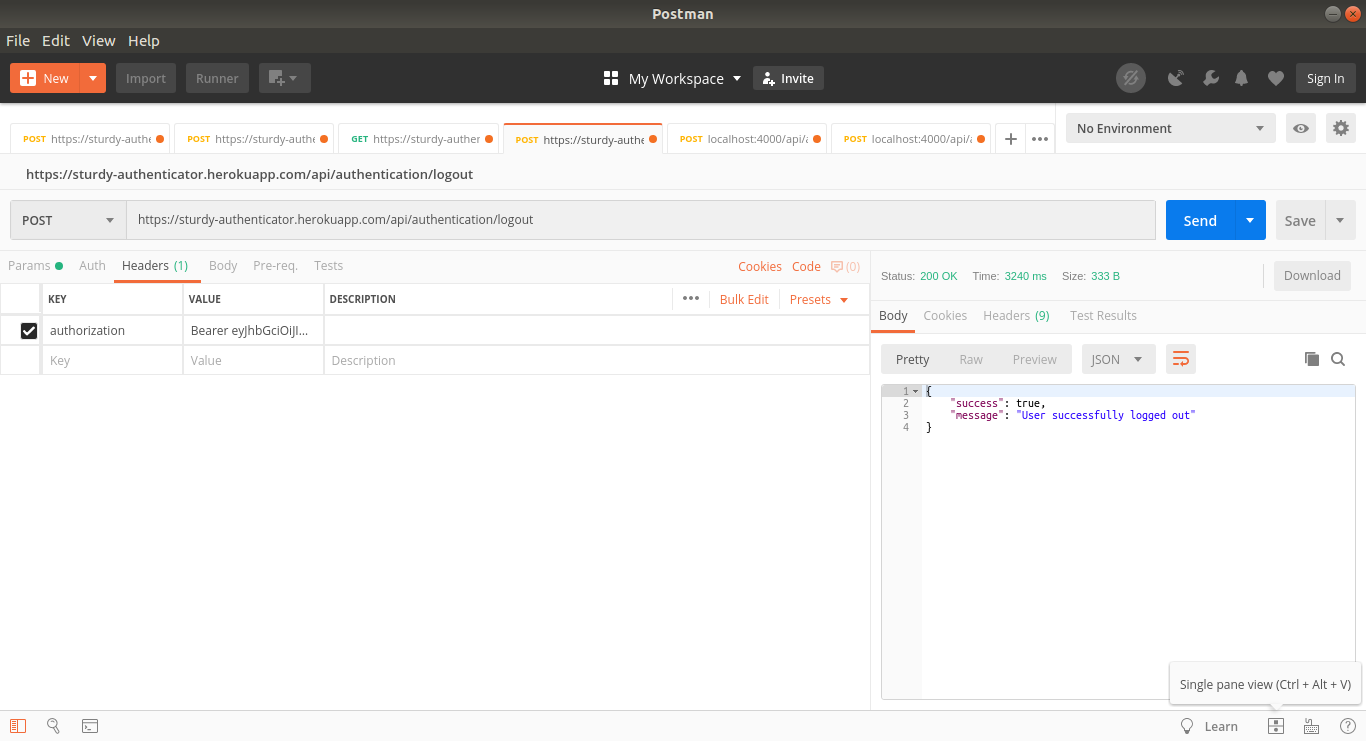 Postman
File Edit View Help
New Import Runner My Workspace Invite Sign In
POST https://sturdy-authe POST https://sturdy-authe GET https://sturdy-auther POST https://sturdy-authe POST localhost:4000/api/a POST localhost:4000/api/a No Environment
https://sturdy-authenticator.herokuapp.com/api/authentication/logout
POST https://sturdy-authenticator.herokuapp.com/api/authentication/logout Send Save
Params Auth Headers (1) Body Pre-req. Tests Cookies Code (0)
KEY VALUE DESCRIPTION Bulk Edit Presets
authorization Bearer eyJhbGciOiJI...
Key Value Description
Status: 200 OK Time: 3240 ms Size: 333 B Download
Body Cookies Headers (9) Test Results
Pretty Raw Preview JSON
1 {
2 "success": true,
3 "message": "User successfully logged out"
4 }
Single pane view (Ctrl + Alt + V)
Learn